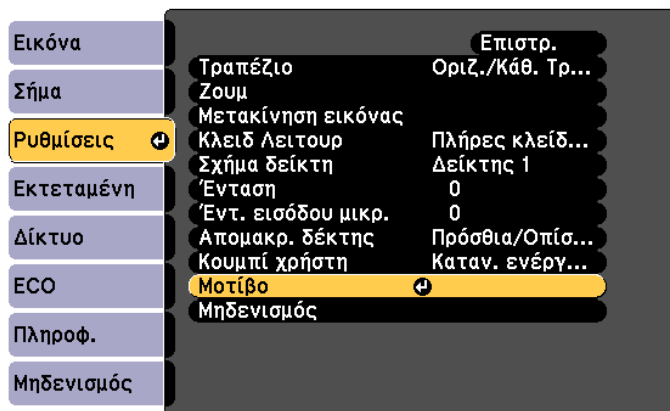 Εικόνα
Σήμα
Ρυθμίσεις
Εκτεταμένη
Δίκτυο
ECO
Πληροφ.
Μηδενισμός
Επιστρ.
Τραπέζιο Οριζ./Κάθ. Τρ...
Ζουμ
Μετακίνηση εικόνας
Κλειδ Λειτουρ Πλήρες κλείδ...
Σχήμα δείκτη Δείκτης 1
Ένταση 0
Έντ. εισόδου μικρ. 0
Απομακρ. δέκτης Πρόσθια/Οπίσ...
Κουμπί χρήστη Καταν. ενέργ...
Μοτίβο
Μηδενισμός